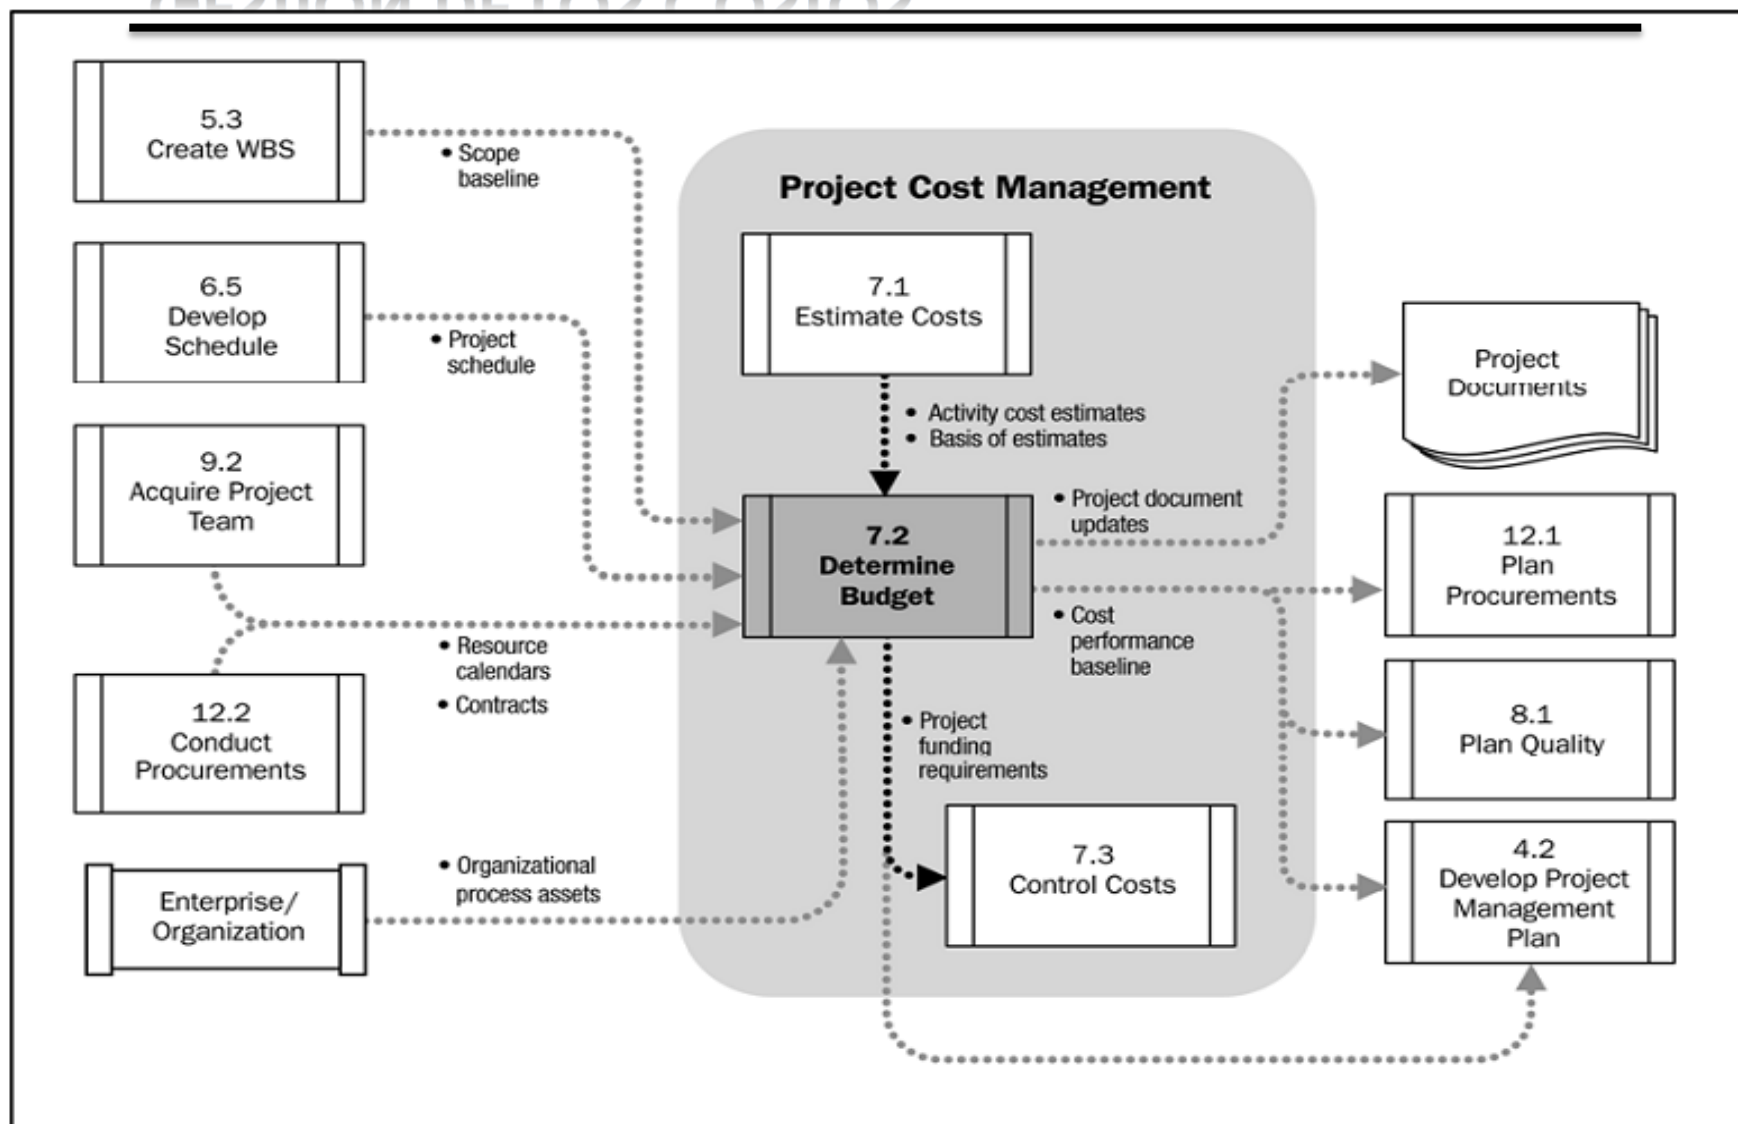 5.3
Create WBS
• Scope
baseline
Project Cost Management
6.5
Develop
Schedule
• Project
schedule
7.1
Estimate Costs
Project
Documents
• Activity cost estimates
• Basis of estimates
9.2
Acquire Project
Team
7.2
Determine
Budget
• Project document
updates
12.1
Plan
Procurements
• Cost
performance
baseline
• Resource
calendars
• Contracts
12.2
Conduct
Procurements
• Project
funding
requirements
8.1
Plan Quality
7.3
Control Costs
4.2
Develop Project
Management
Plan
• Organizational
process assets
Enterprise/
Organization